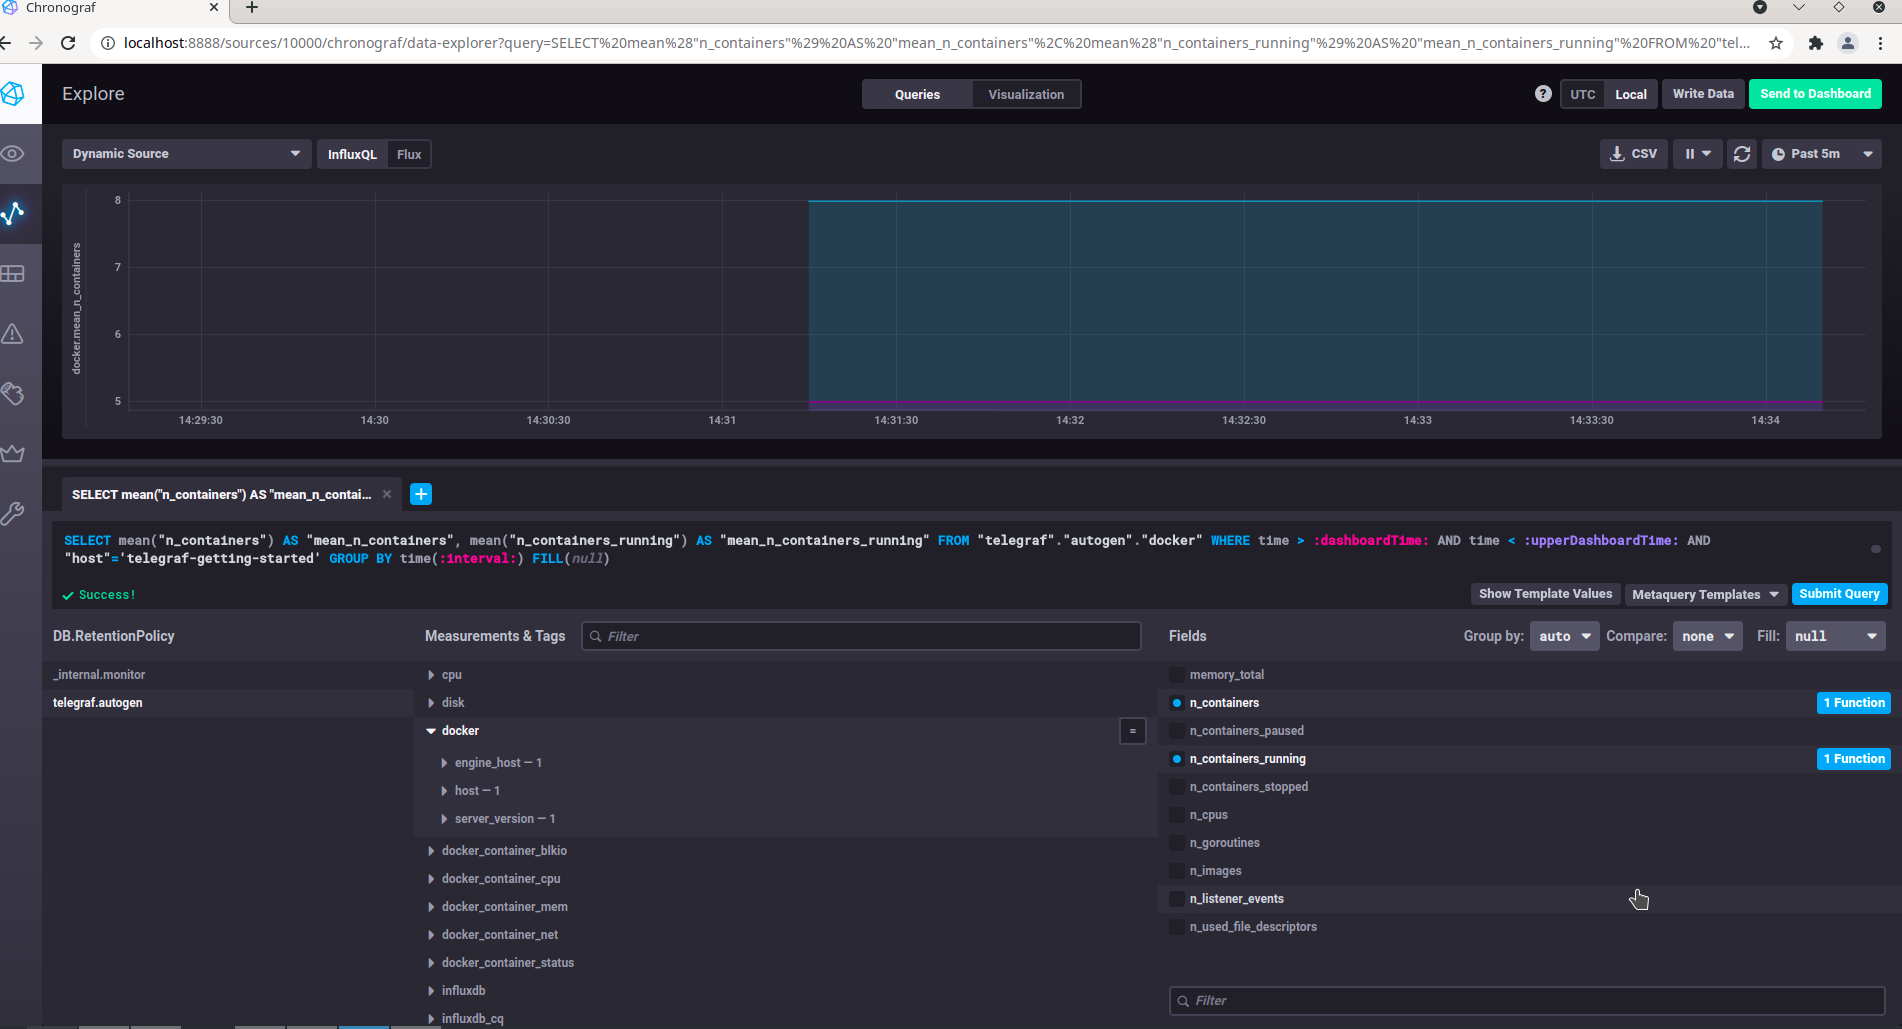 Chronograf
localhost:8888/sources/10000/chronograf/data-explorer?query=SELECT%20mean%28"n_containers"%29%20AS%20"mean_n_containers"%2C%20mean%28"n_containers_running"%29%20AS%20"mean_n_containers_running"%20FROM%20"tel...
Explore
Queries
Visualization
?
UTC
Local
Write Data
Send to Dashboard
Dynamic Source
InfluxQL
Flux
CSV
Past 5m
docker.mean_n_containers
8
7
6
5
14:29:30
14:30
14:30:30
14:31
14:31:30
14:32
14:32:30
14:33
14:33:30
14:34
SELECT mean("n_containers") AS "mean_n_contai...
SELECT mean("n_containers") AS "mean_n_containers", mean("n_containers_running") AS "mean_n_containers_running" FROM "telegraf"."autogen"."docker" WHERE time > :dashboardTime: AND time < :upperDashboardTime: AND
"host"='telegraf-getting-started' GROUP BY time(:interval:) FILL(null)
Success!
Show Template Values
Metaquery Templates
Submit Query
DB.RetentionPolicy
Measurements & Tags
Filter
Fields
Group by:
auto
Compare:
none
Fill:
null
_internal.monitor
telegraf.autogen
cpu
disk
docker
=
engine_host — 1
host — 1
server_version — 1
docker_container_blkio
docker_container_cpu
docker_container_mem
docker_container_net
docker_container_status
influxdb
influxdb_cq
memory_total
n_containers
1 Function
n_containers_paused
n_containers_running
1 Function
n_containers_stopped
n_cpus
n_goroutines
n_images
n_listener_events
n_used_file_descriptors
Filter